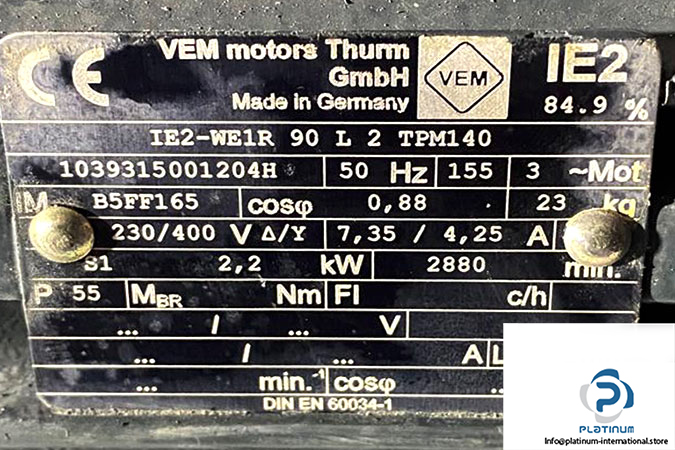 CE VEM motors Thurm GmbH VEM IE2
Made in Germany 84.9 %
IE2-WE1R 90 L 2 TPM140
1039315001204H 50 Hz 155 3 ~Mot
M B5FF165 cosφ 0,88 23 kg
230/400 V Δ/Y 7,35 / 4,25 A
S1 2,2 kW 2880 min.
P 55 MBR Nm FI c/h
... / ... V
... / ... A L
... min.-1 cosφ
DIN EN 60034-1
PLATINUM
Info@platinum-international.store